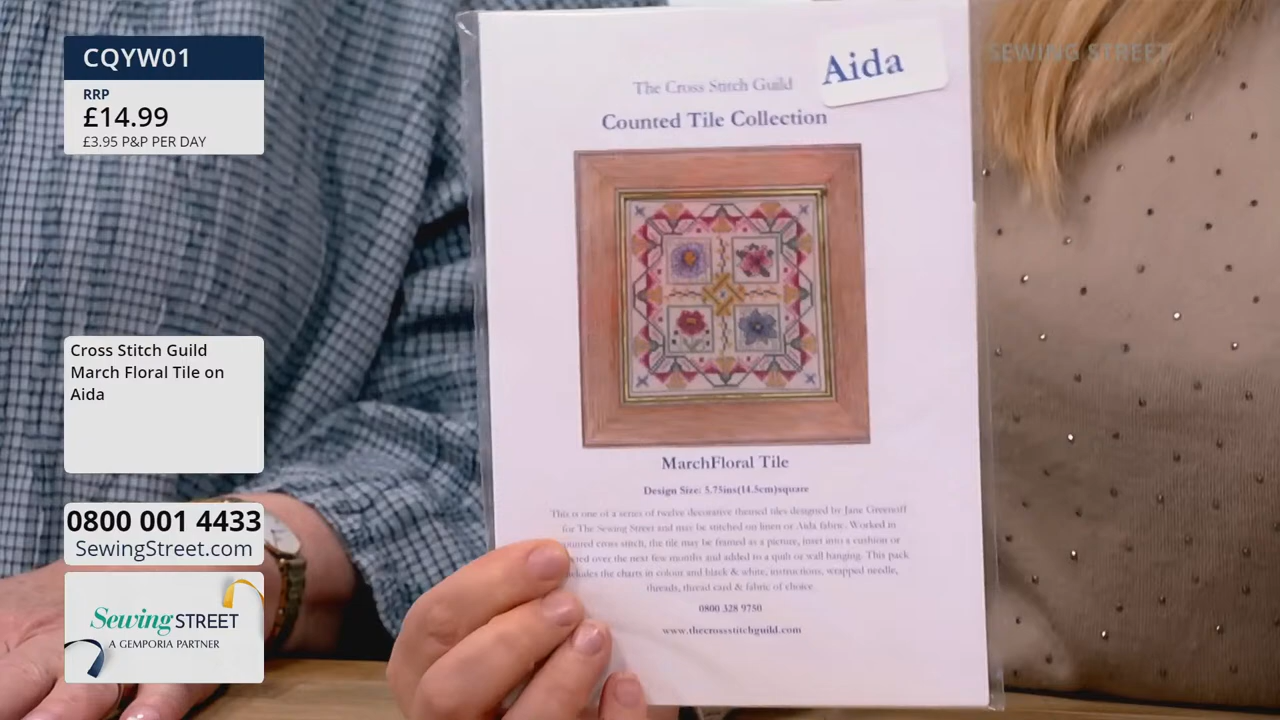 CQYW01
RRP
£14.99
£3.95 P&P PER DAY
Cross Stitch Guild
March Floral Tile on
Aida
0800 001 4433
SewingStreet.com
Sewing STREET
A GEMPORIA PARTNER
SEWING STREET
Aida
The Cross Stitch Guild
Counted Tile Collection
MarchFloral Tile
Design Size: 5.75ins(14.5cm)square
This is one of a series of twelve decorative themed tiles designed by Jane Greenoff
for The Sewing Street and may be stitched on linen or Aida fabric. Worked in
cross stitch, the tile may be framed as a picture, inset into a cushion or
over the next few months and added to a quilt or wall hanging. This pack
the charts in colour and black & white, instructions, wrapped needle,
threads, thread card & fabric of choice
0800 328 9750
www.thecrossstitchguild.com